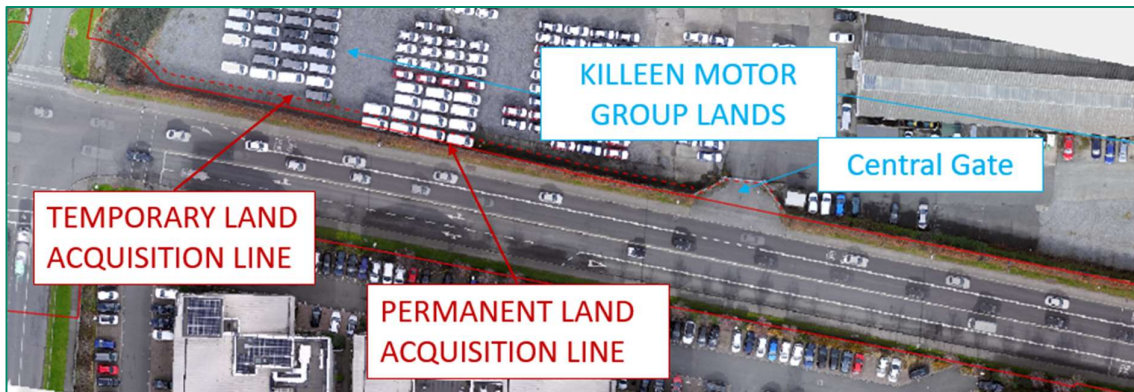 KILLEEN MOTOR
GROUP LANDS
Central Gate
TEMPORARY LAND
ACQUISITION LINE
PERMANENT LAND
ACQUISITION LINE